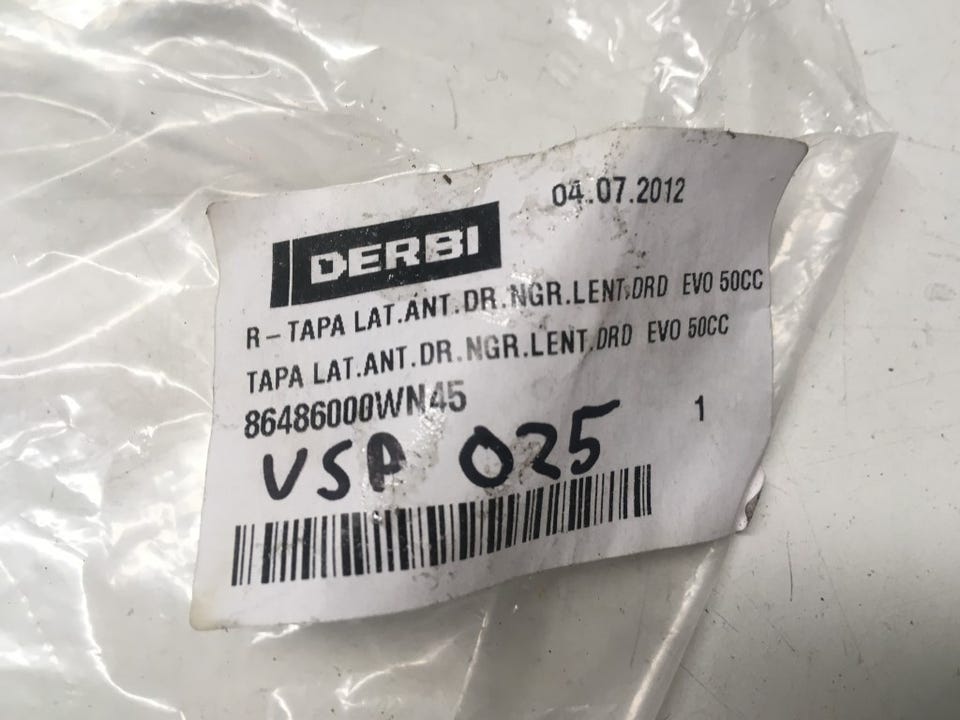 04.07.2012
DERBI
R-TAPA LAT.ANT.DR.NGR.LENT.DRD EVO 50CC
TAPA LAT.ANT.DR.NGR.LENT.DRD EVO 50CC
86486000WN45
1
VSP 025